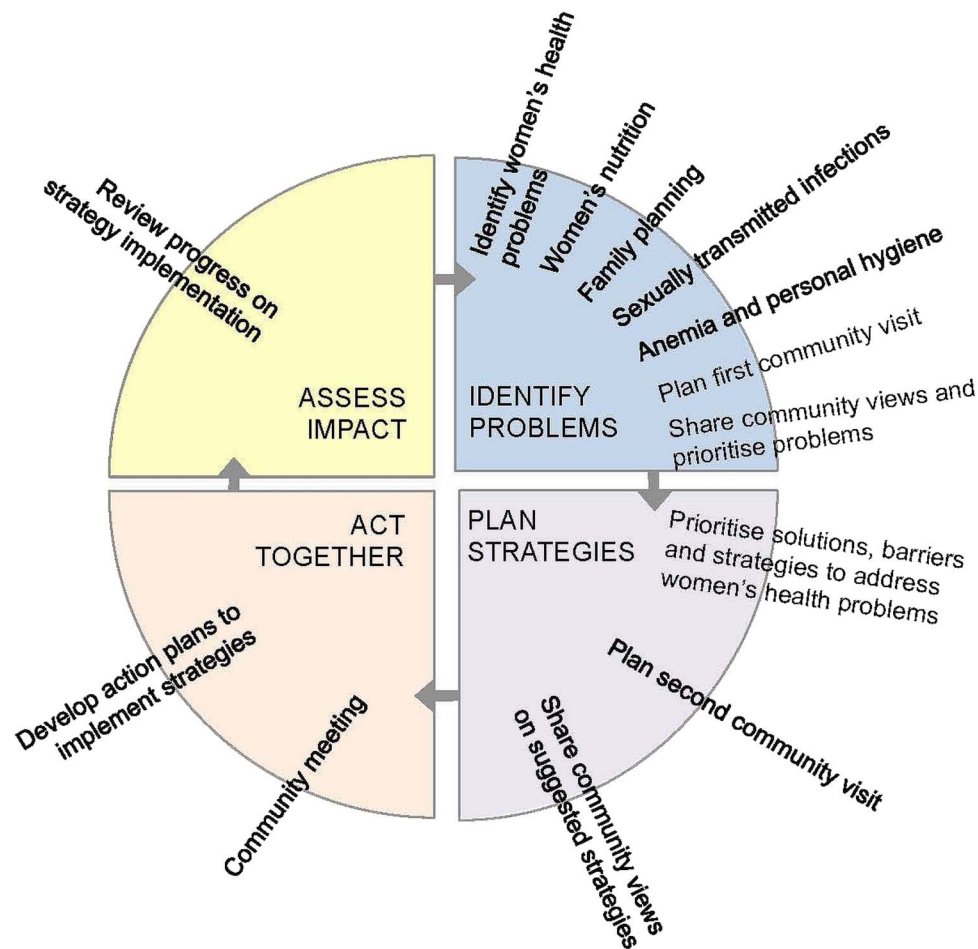 Review progress on
strategy implementation
ASSESS
IMPACT
Identify women's health
problems
Women's nutrition
Family planning
Sexually transmitted infections
Anemia and personal hygiene
Plan first community visit
Share community views and
prioritise problems
IDENTIFY
PROBLEMS
PLAN
STRATEGIES
Prioritise solutions, barriers
and strategies to address
women's health problems
Plan second community visit
Share community views
on suggested strategies
ACT
TOGETHER
Community meeting
Develop action plans to
implement strategies